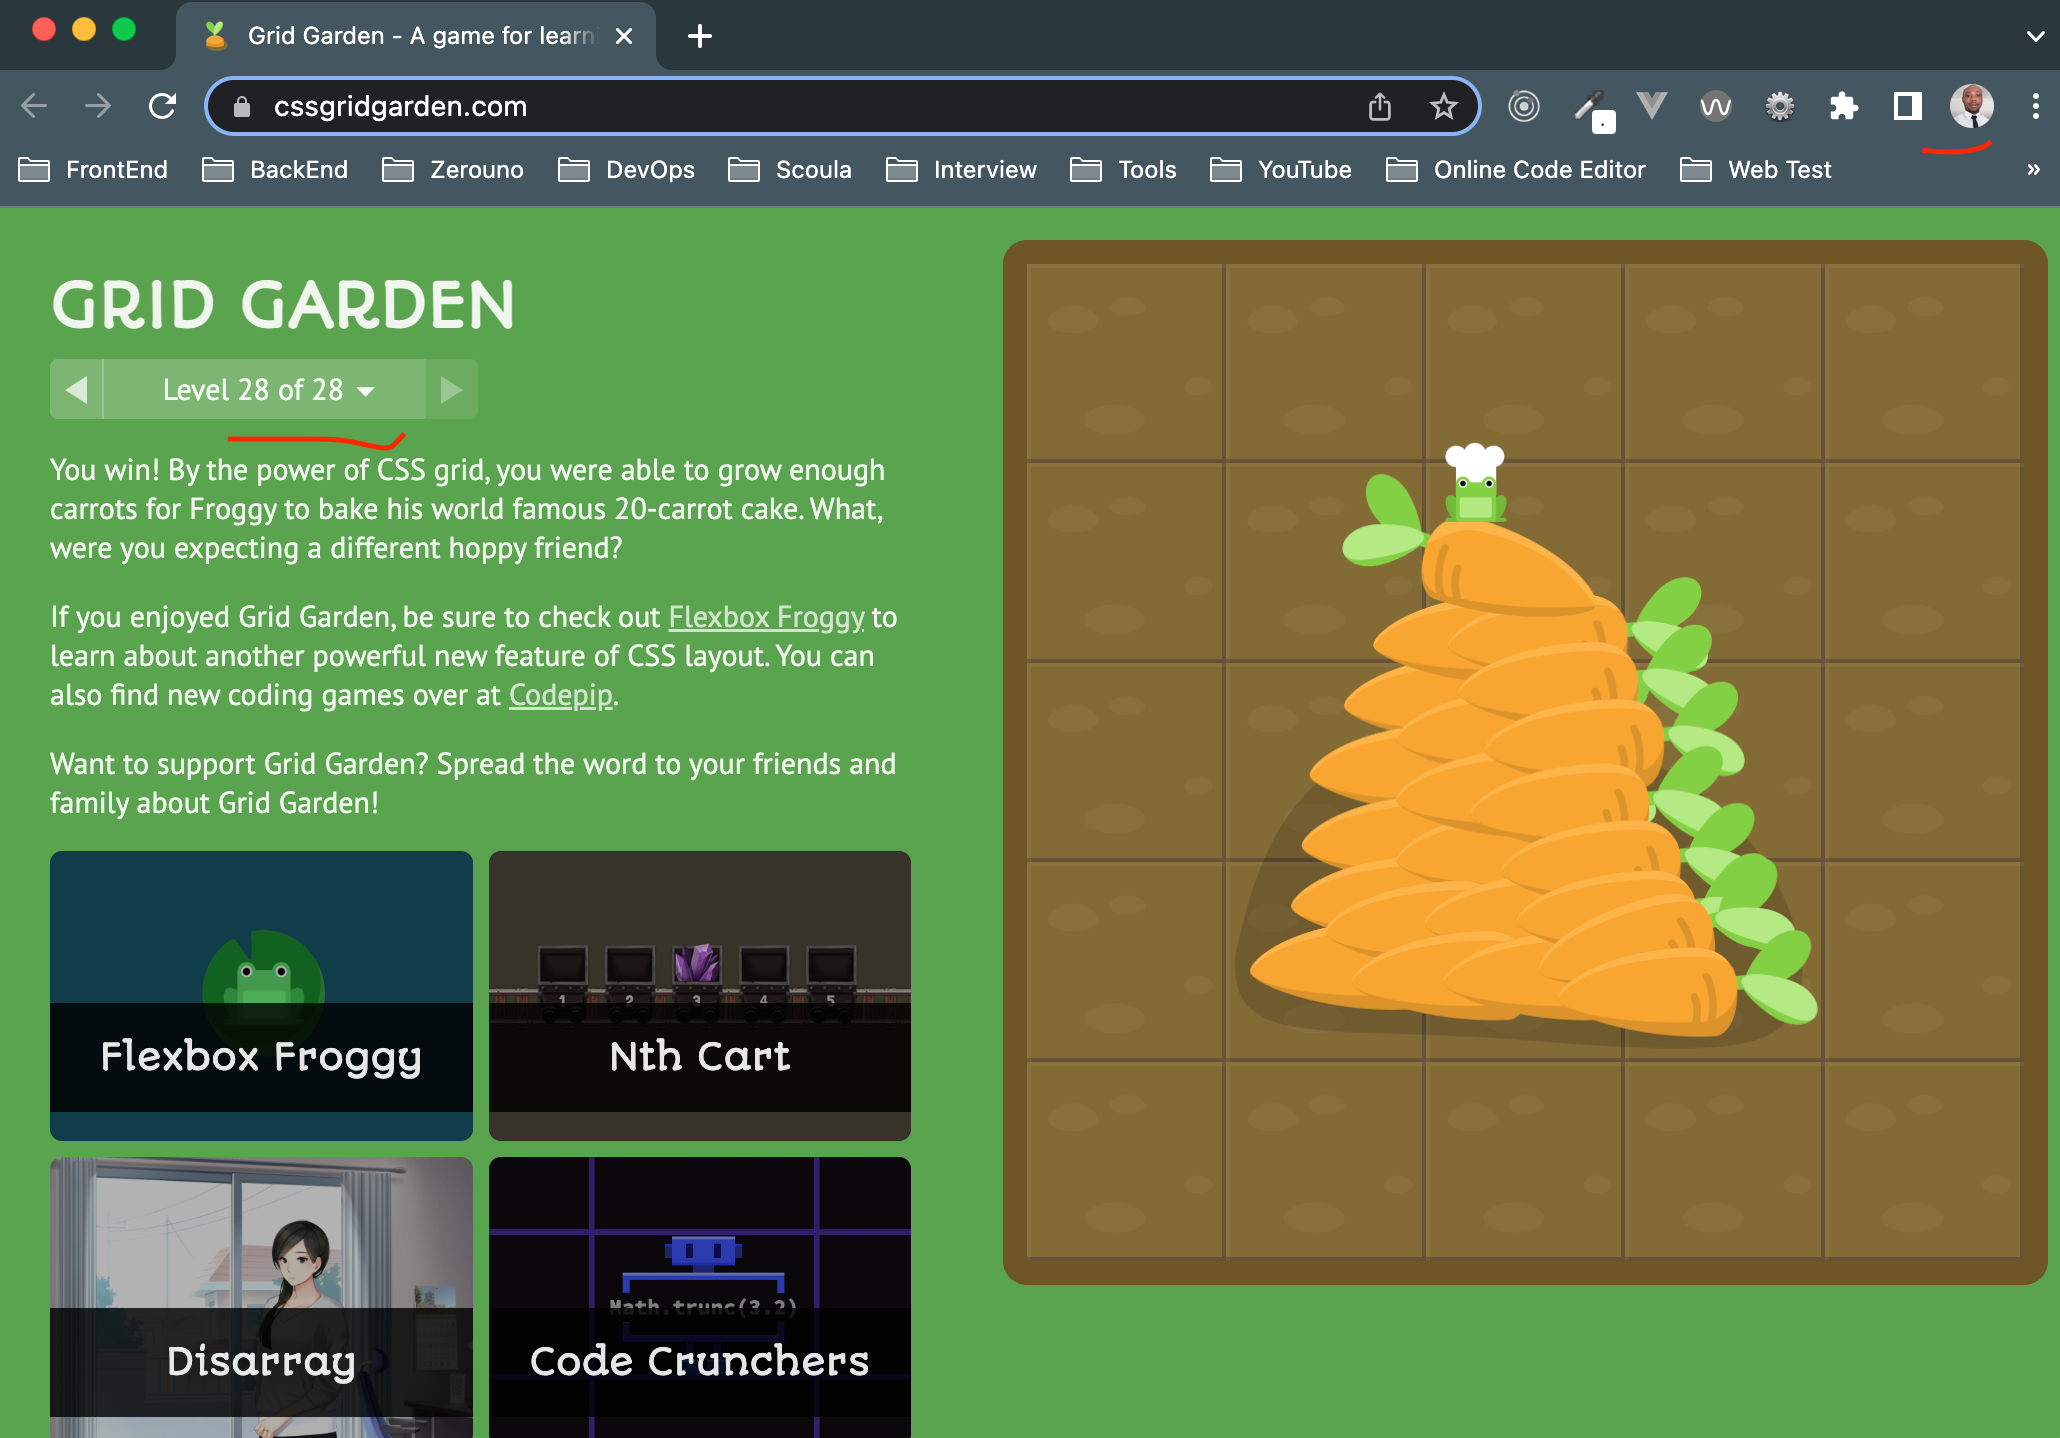 Grid Garden - A game for learni
cssgridgarden.com
FrontEnd BackEnd Zerouno DevOps Scoula Interview Tools YouTube Online Code Editor Web Test »
GRID GARDEN
Level 28 of 28
You win! By the power of CSS grid, you were able to grow enough
carrots for Froggy to bake his world famous 20-carrot cake. What,
were you expecting a different hoppy friend?
If you enjoyed Grid Garden, be sure to check out Flexbox Froggy to
learn about another powerful new feature of CSS layout. You can
also find new coding games over at Codepip.
Want to support Grid Garden? Spread the word to your friends and
family about Grid Garden!
Flexbox Froggy
1 2 3 4 5
Nth Cart
Disarray
Math.trunc(3.2)
Code Crunchers